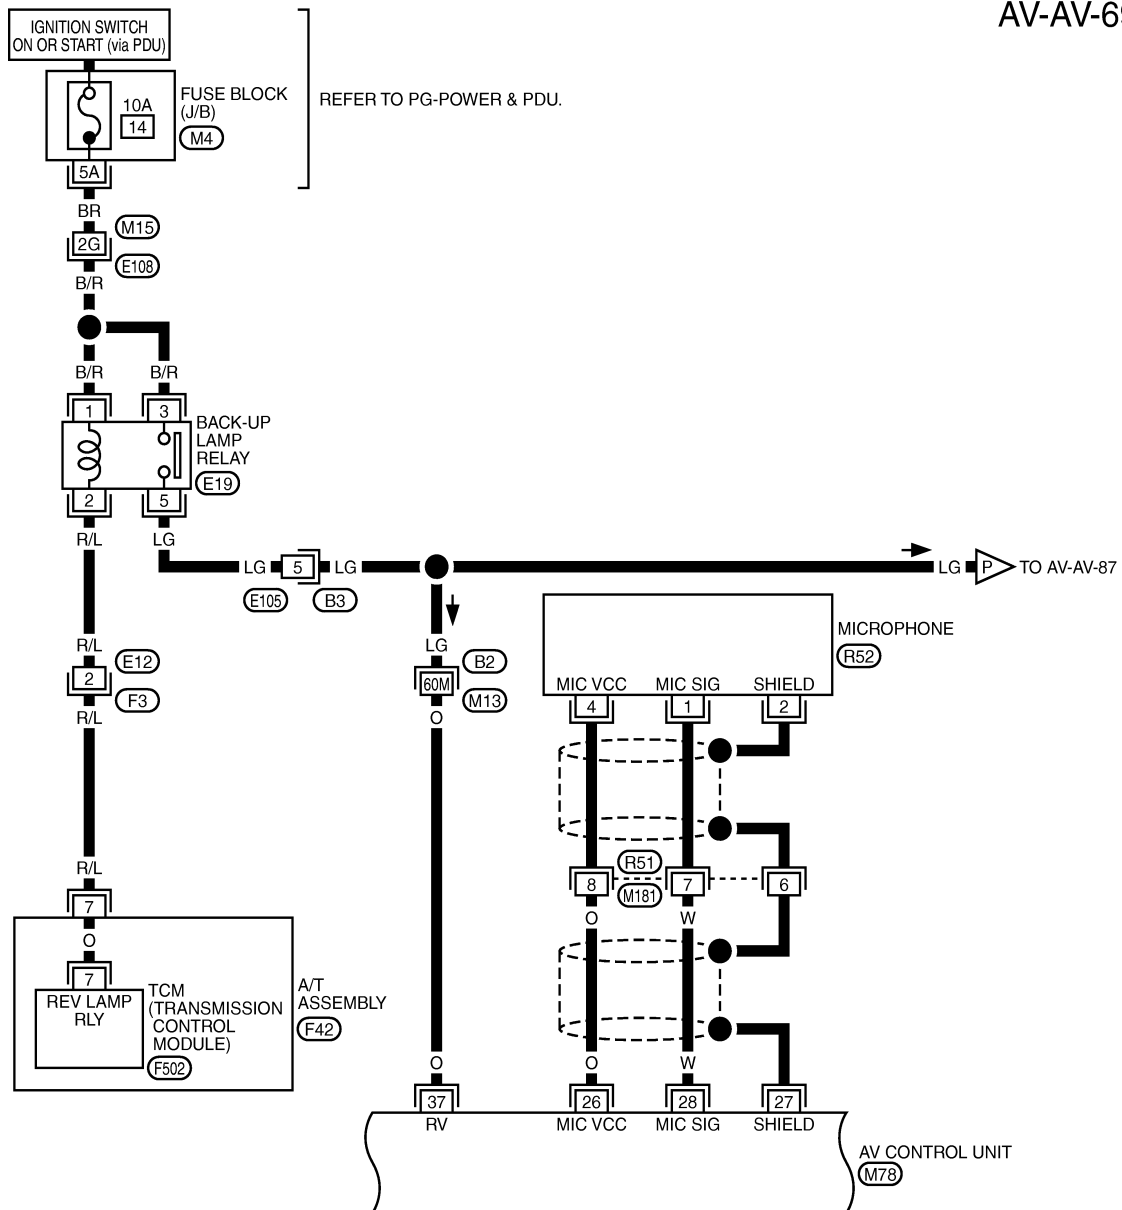 AV-AV-69
IGNITION SWITCH
ON OR START (via PDU)
10A
14
FUSE BLOCK
(J/B)
M4
REFER TO PG-POWER & PDU.
5A
BR
M15
2G
E108
B/R
B/R
B/R
1
3
BACK-UP
LAMP
RELAY
E19
2
5
R/L
LG
LG
5
LG
LG
P
TO AV-AV-87
E105
B3
LG
R/L
B2
E12
2
60M
F3
M13
R/L
O
MICROPHONE
R52
MIC VCC
MIC SIG
SHIELD
4
1
2
R51
M181
8
7
6
O
W
R/L
7
O
7
REV LAMP
RLY
TCM
(TRANSMISSION
CONTROL
MODULE)
F502
A/T
ASSEMBLY
F42
O
O
W
37
26
28
27
RV
MIC VCC
MIC SIG
SHIELD
AV CONTROL UNIT
M78